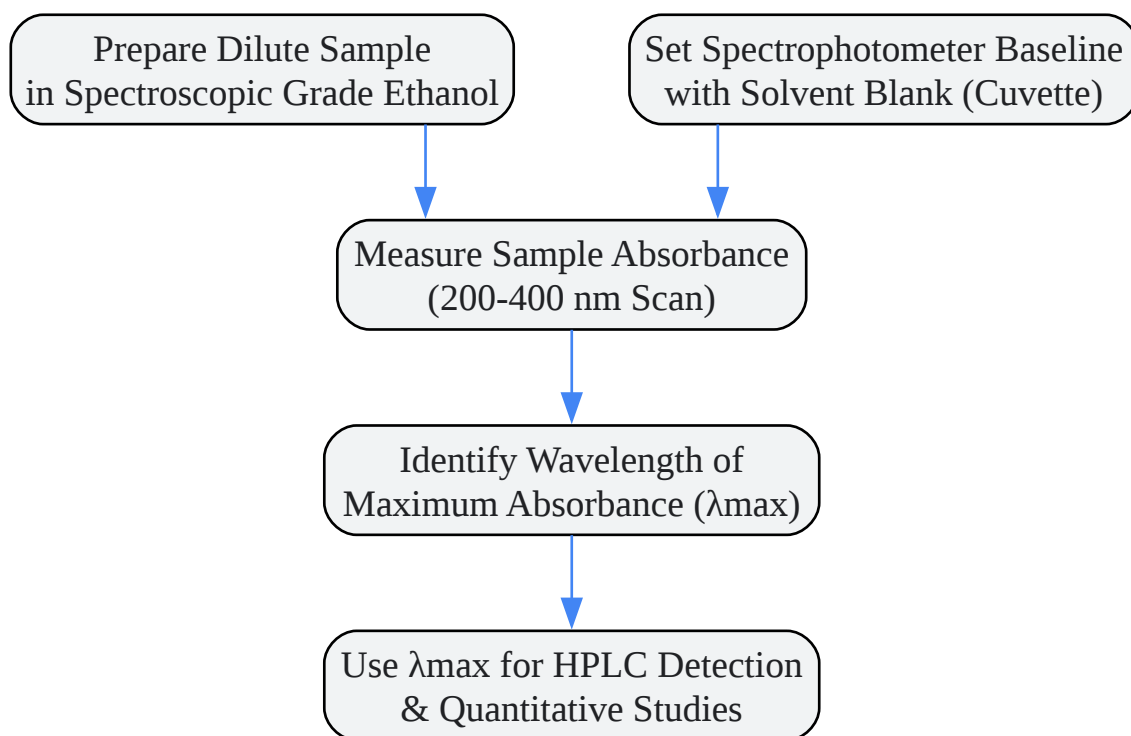 Prepare Dilute Sample
in Spectroscopic Grade Ethanol
Set Spectrophotometer Baseline
with Solvent Blank (Cuvette)
Measure Sample Absorbance
(200-400 nm Scan)
Identify Wavelength of
Maximum Absorbance (λmax)
Use λmax for HPLC Detection
& Quantitative Studies